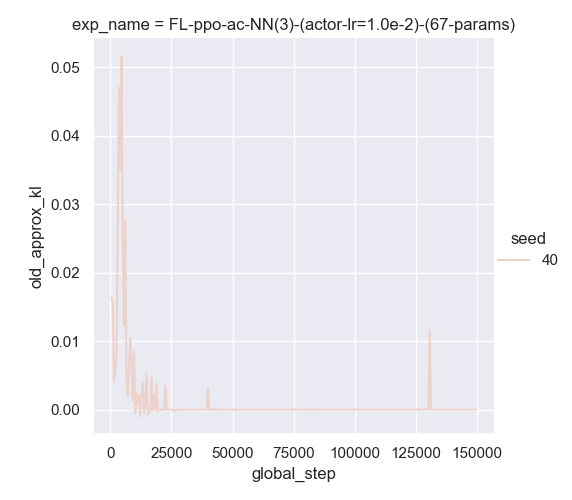 exp_name = FL-ppo-ac-NN(3)-(actor-lr=1.0e-2)-(67-params)
0.05
0.04
0.03
0.02
0.01
0.00
old_approx_kl
seed
40
0 25000 50000 75000 100000 125000 150000
global_step